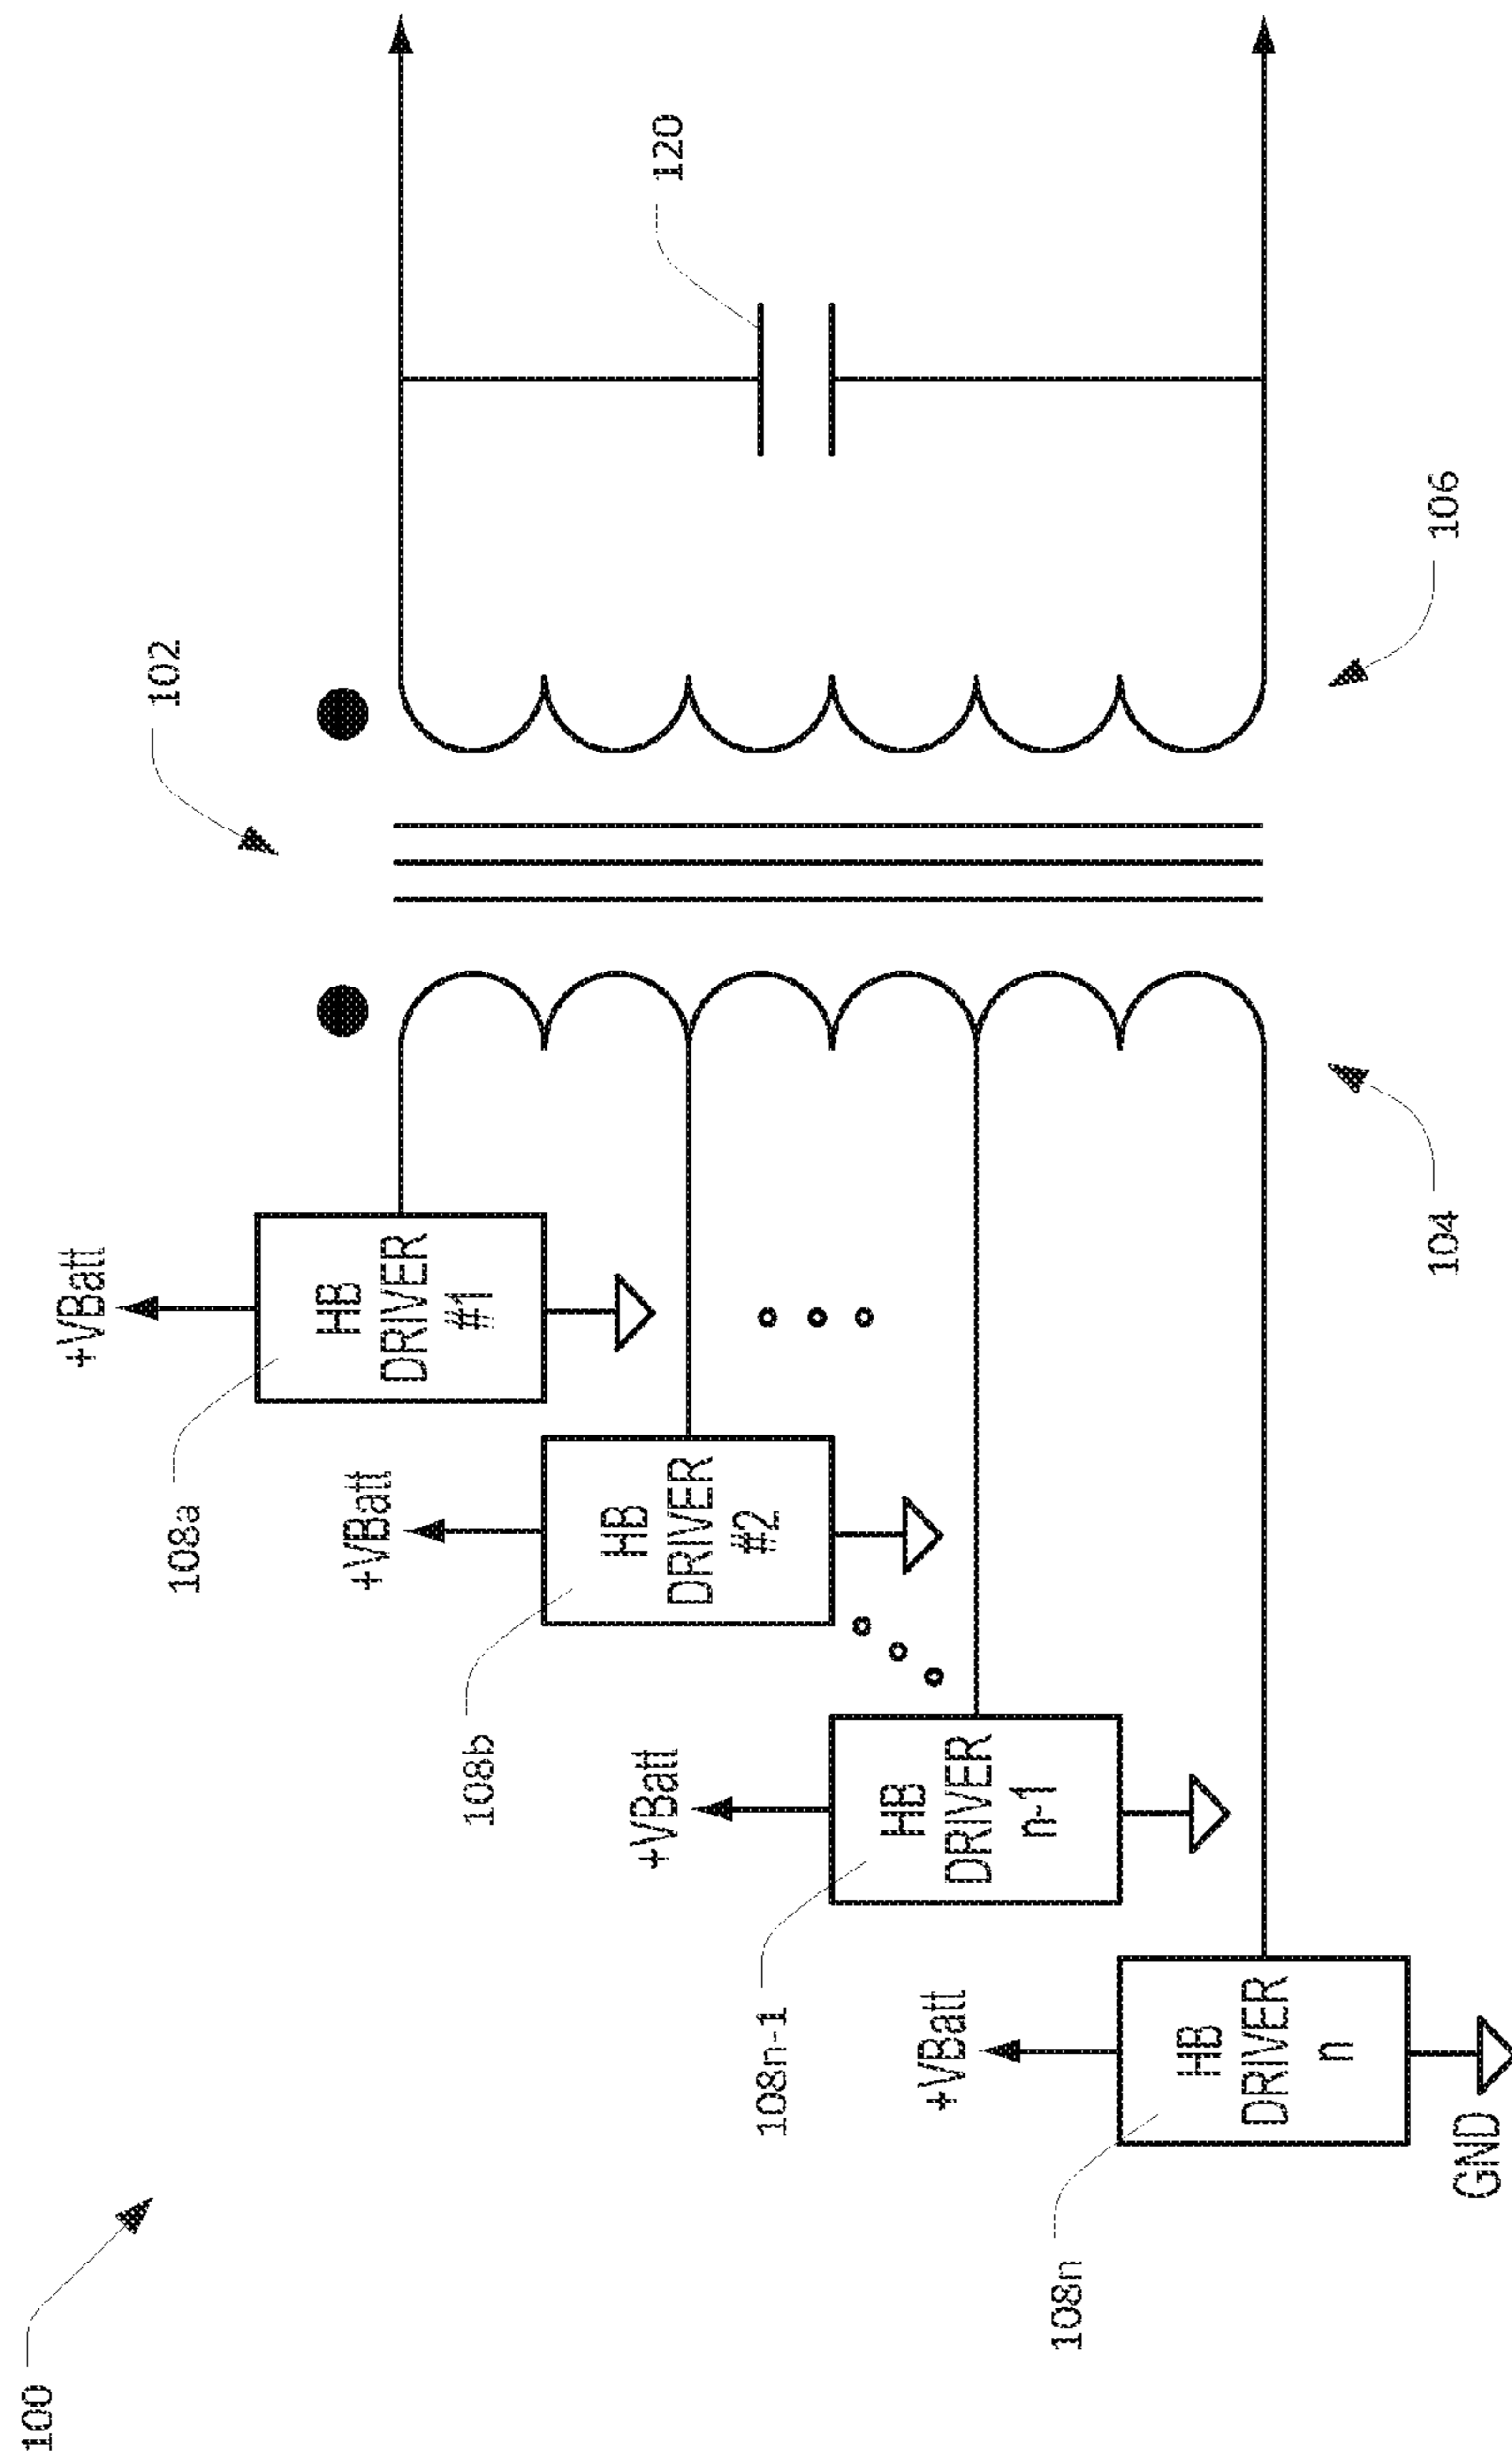 100
102
104
106
120
+VBatt
HB
DRIVER
#1
108a
+VBatt
HB
DRIVER
#2
108b
+VBatt
HB
DRIVER
n-1
108n-1
+VBatt
HB
DRIVER
n
108n
GND